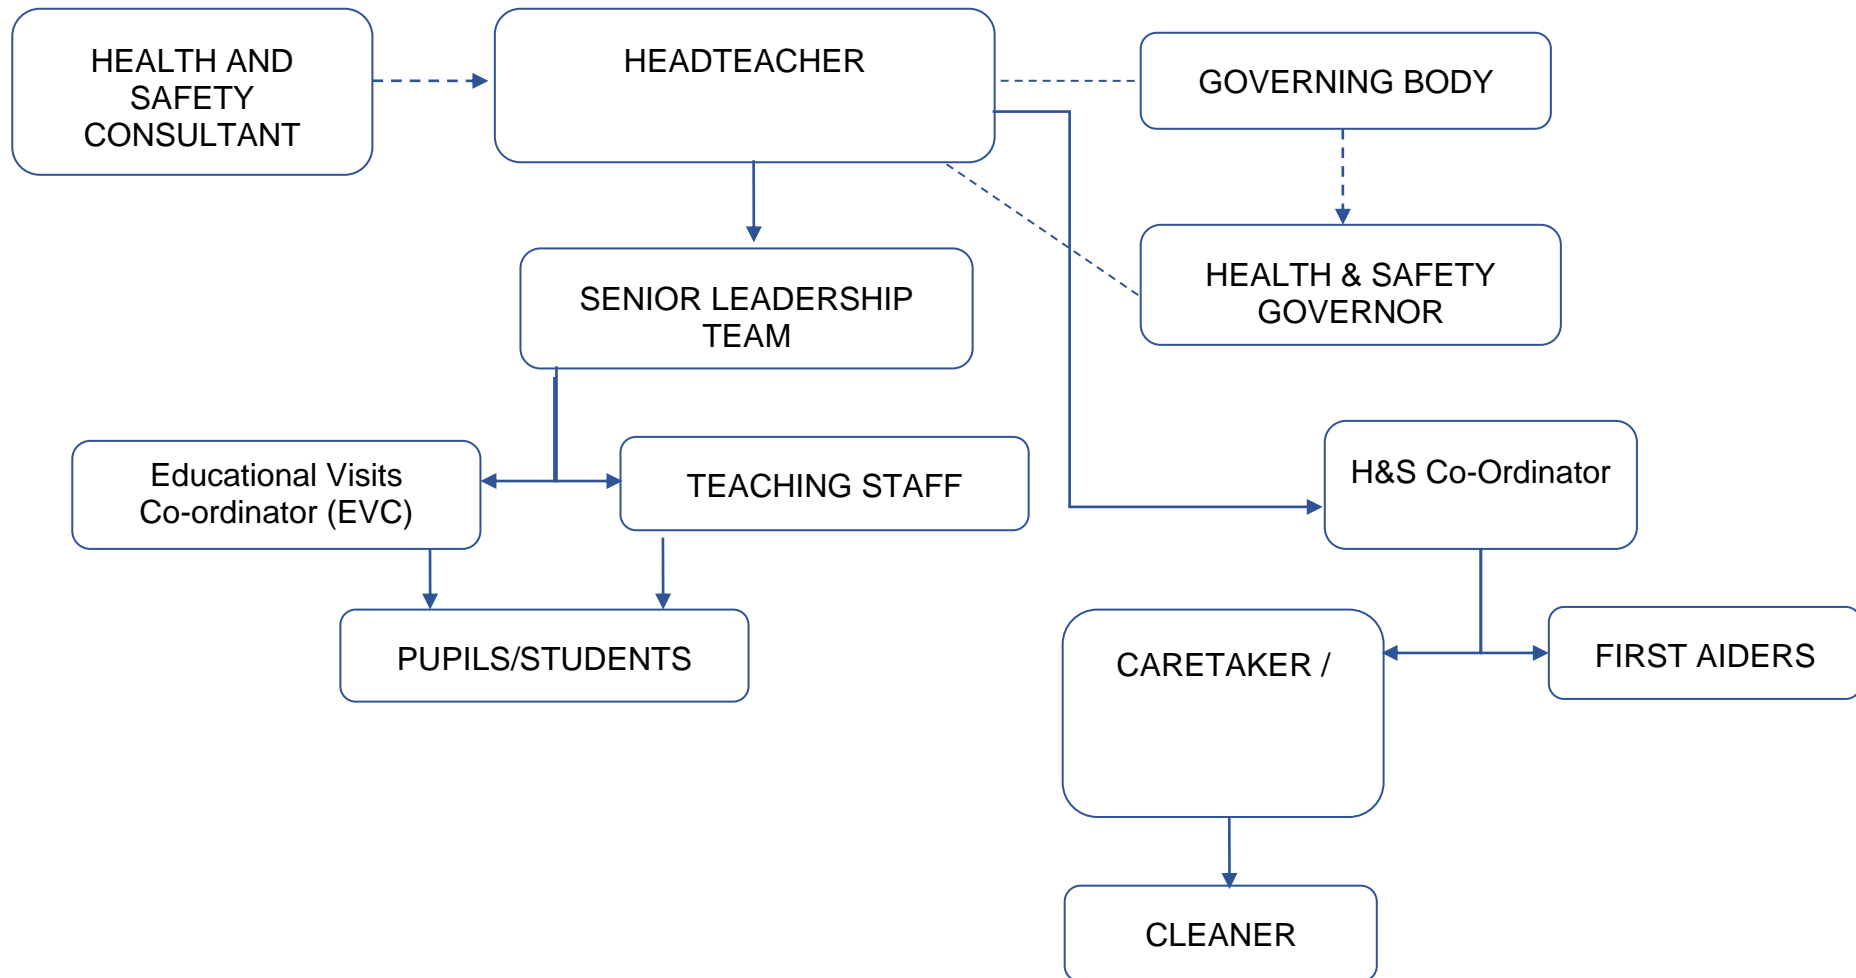 HEALTH AND
SAFETY
CONSULTANT
HEADTEACHER
GOVERNING BODY
HEALTH & SAFETY
GOVERNOR
SENIOR LEADERSHIP
TEAM
Educational Visits
Co-ordinator (EVC)
TEACHING STAFF
H&S Co-Ordinator
PUPILS/STUDENTS
CARETAKER /
FIRST AIDERS
CLEANER